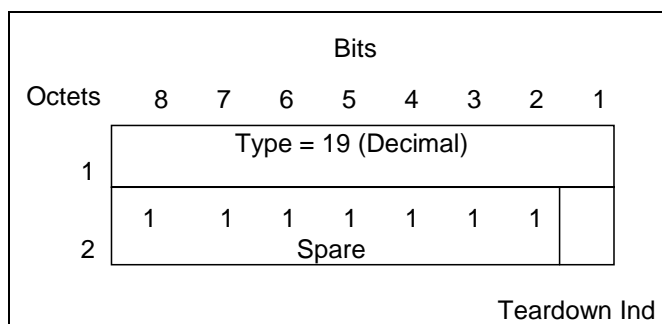 Bits
Octets 8 7 6 5 4 3 2 1
Type = 19 (Decimal)
1
1 1 1 1 1 1 1
2 Spare
Teardown Ind